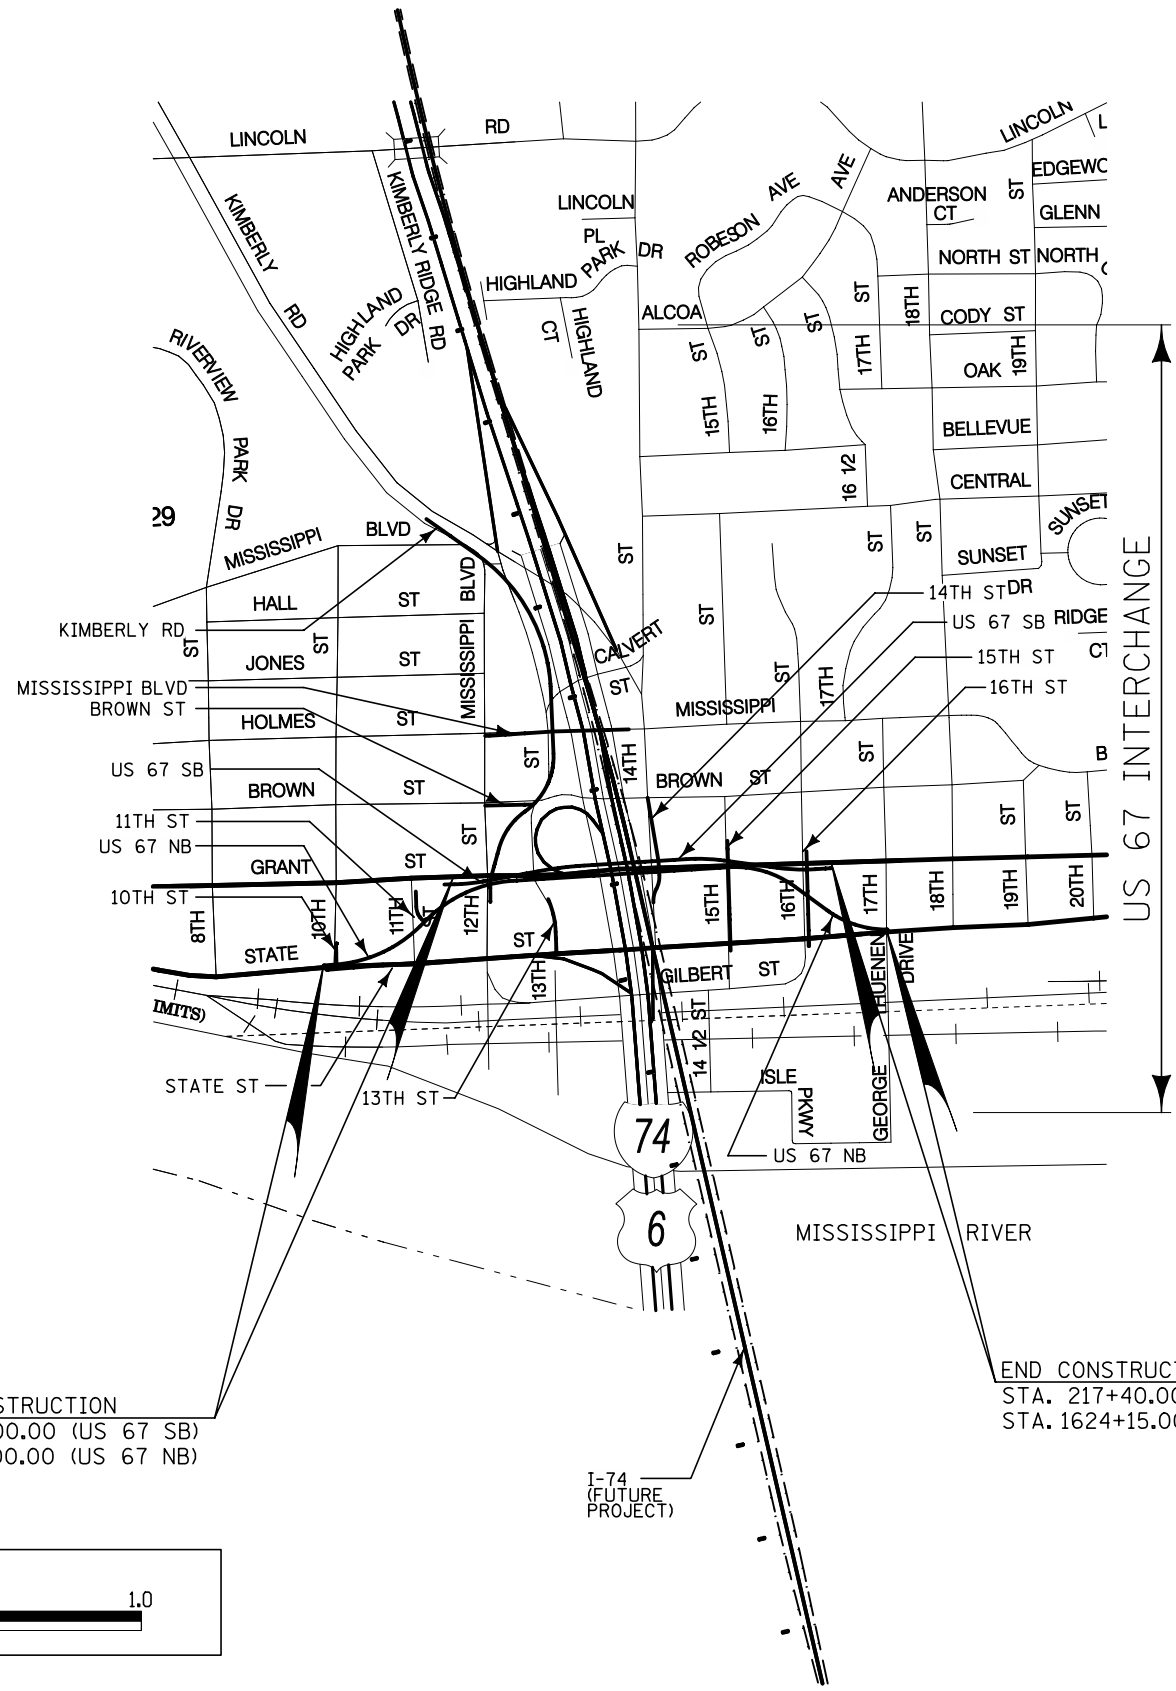 LINCOLN RD
LINCOLN
L
KIMBERLY RD
KIMBERLY RIDGE RD
LINCOLN
PL
PARK DR
ROBESON AVE
AVE
ANDERSON
CT
ST
EDGEWO
GLENN
NORTH ST
NORTH
HIGHLAND
HIGHLAND
PARK DR
HIGHLAND
CT
ALCOA
ST
ST
ST
ST
17TH
18TH
CODY ST
19TH
OAK
RIVERVIEW PARK DR
15TH
16TH
BELLEVUE
16 1/2
CENTRAL
29
MISSISSIPPI BLVD
SUNSET
SUNSET
DR
ST
ST
ST
HALL ST
MISSISSIPPI BLVD
14TH ST
KIMBERLY RD
US 67 SB
RIDGE
CT
ST
ST
JONES ST
CALVERT
ST
ST
ST
17TH
15TH ST
16TH ST
US 67 INTERCHANGE
MISSISSIPPI BLVD
BROWN ST
HOLMES ST
MISSISSIPPI
ST
14TH
ST
B
US 67 SB
BROWN ST
BROWN ST
ST
ST
11TH ST
US 67 NB
ST
GRANT ST
10TH ST
8TH
10TH
11TH
ST
12TH
15TH
16TH
17TH
18TH
19TH
20TH
STATE ST
13TH
GILBERT ST
GEORGE THUENEN DRIVE
IMITS)
14 1/2 ST
STATE ST
13TH ST
ISLE
PKWY
74
US 67 NB
6
MISSISSIPPI RIVER
STRUCTION
00.00 (US 67 SB)
00.00 (US 67 NB)
END CONSTRUCT
STA. 217+40.00
STA. 1624+15.00
I-74
(FUTURE
PROJECT)
1.0